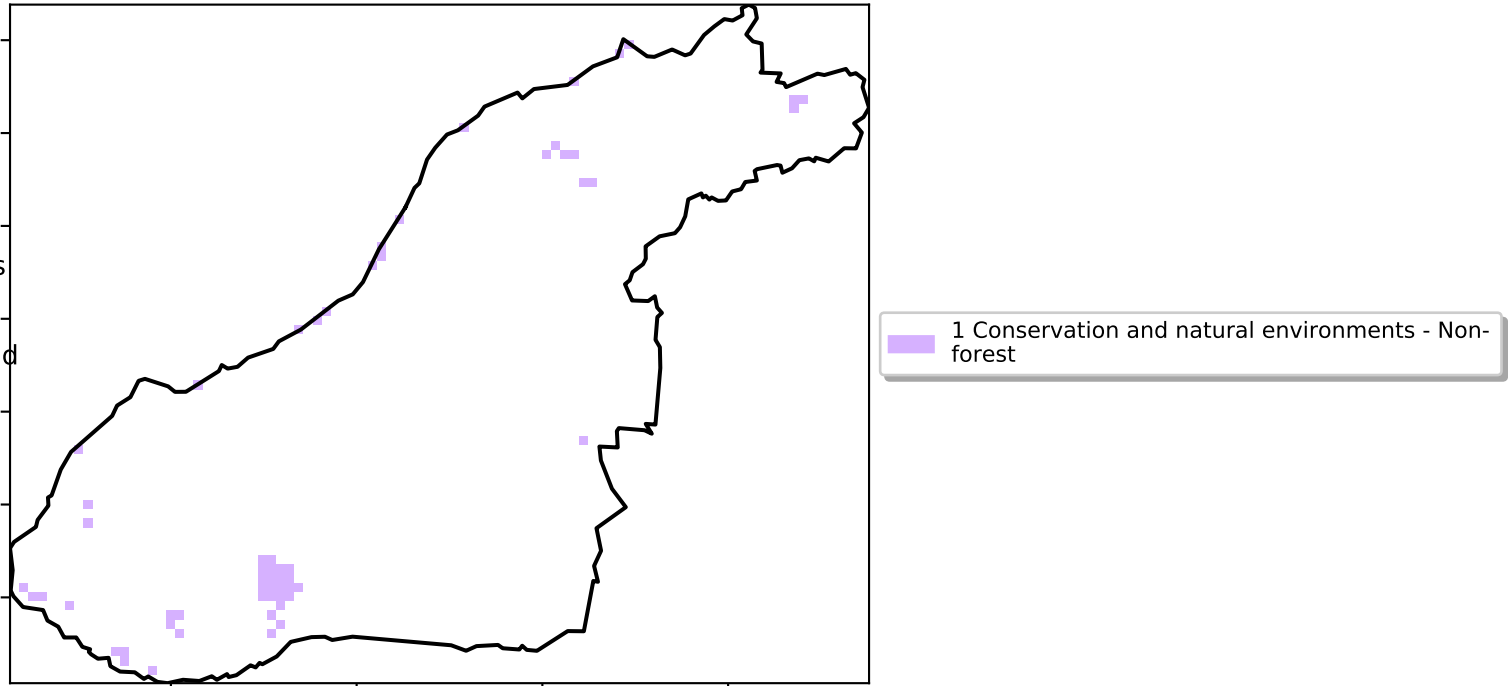 s
d
1 Conservation and natural environments - Non-
forest